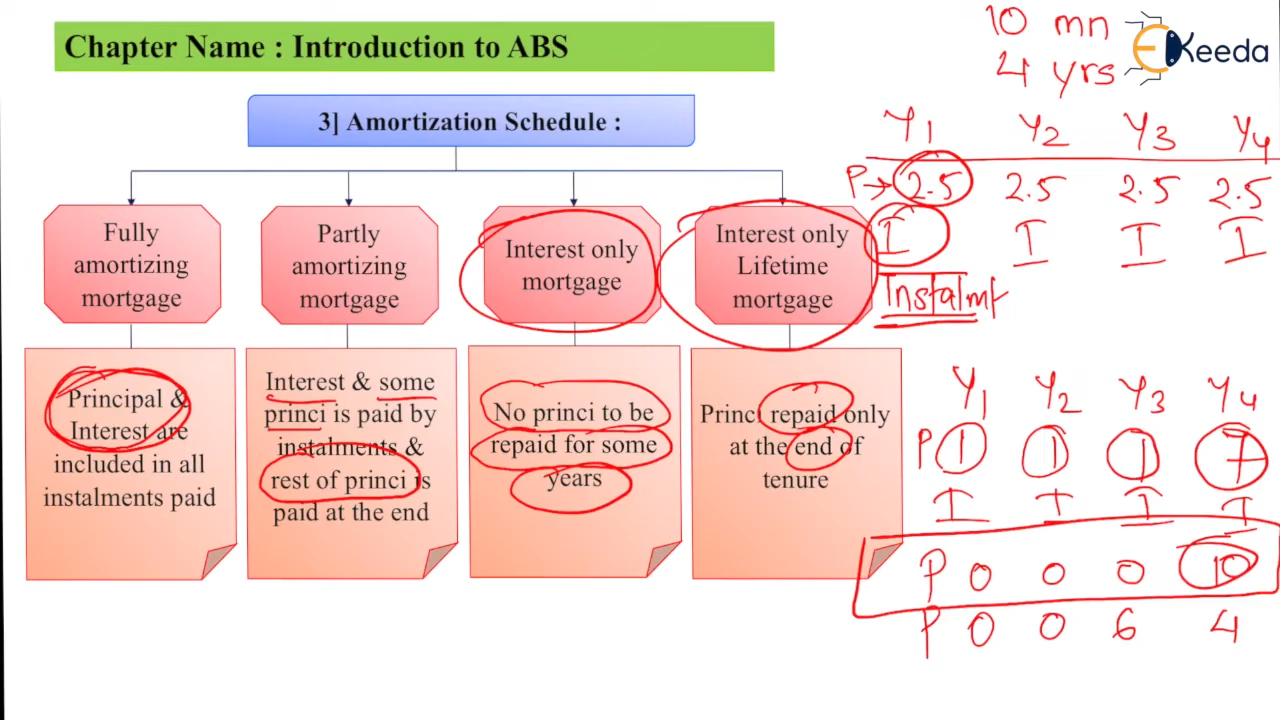 Chapter Name : Introduction to ABS
3] Amortization Schedule :
Fully
amortizing
mortgage
Partly
amortizing
mortgage
Interest only
mortgage
Interest only
Lifetime
mortgage
Principal &
Interest are
included in all
instalments paid
Interest & some
princi is paid by
instalments &
rest of princi is
paid at the end
No princi to be
repaid for some
years
Princi repaid only
at the end of
tenure
10 mn
4 yrs
Keeda
Y1 Y2 Y3 Y4
P→ 2.5 2.5 2.5 2.5
I I I I
Instalmt
Y1 Y2 Y3 Y4
P 1 1 1 7
I I I I
P 0 0 0 10
P 0 0 6 4